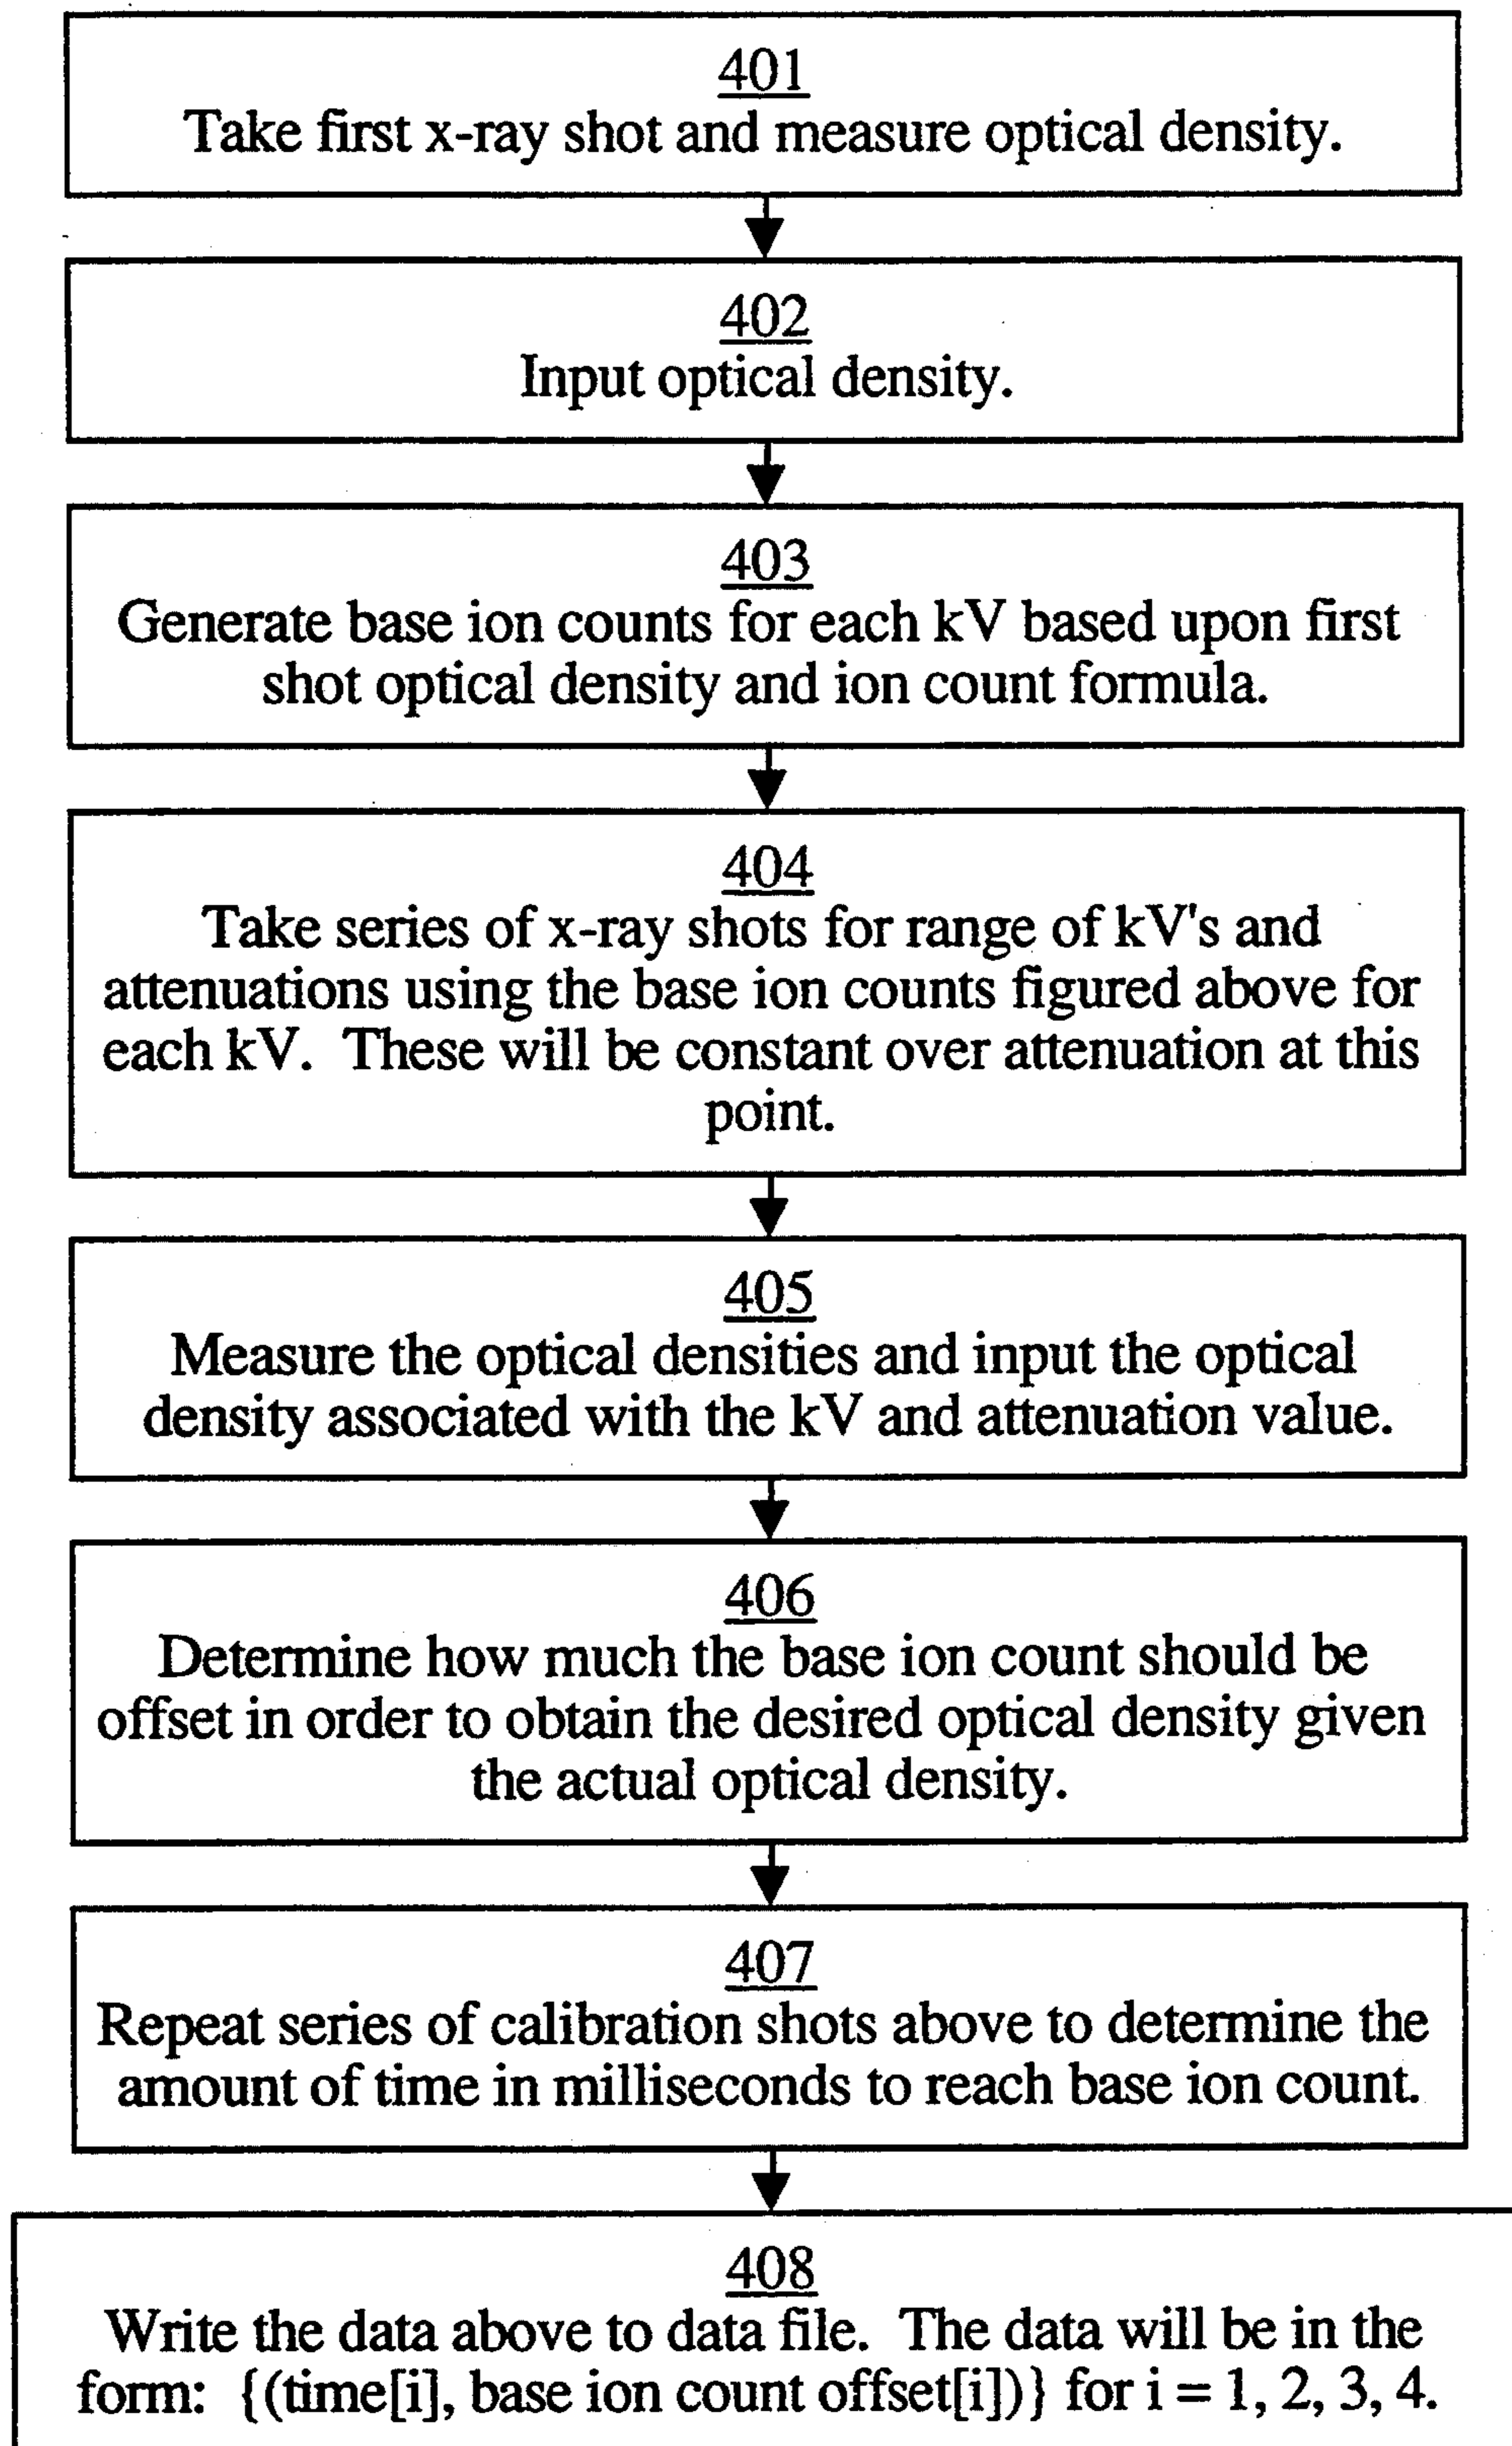 401
Take first x-ray shot and measure optical density.
402
Input optical density.
403
Generate base ion counts for each kV based upon first
shot optical density and ion count formula.
404
Take series of x-ray shots for range of kV's and
attenuations using the base ion counts figured above for
each kV.  These will be constant over attenuation at this
point.
405
Measure the optical densities and input the optical
density associated with the kV and attenuation value.
406
Determine how much the base ion count should be
offset in order to obtain the desired optical density given
the actual optical density.
407
Repeat series of calibration shots above to determine the
amount of time in milliseconds to reach base ion count.
408
Write the data above to data file.  The data will be in the
form:  {(time[i], base ion count offset[i])} for i = 1, 2, 3, 4.